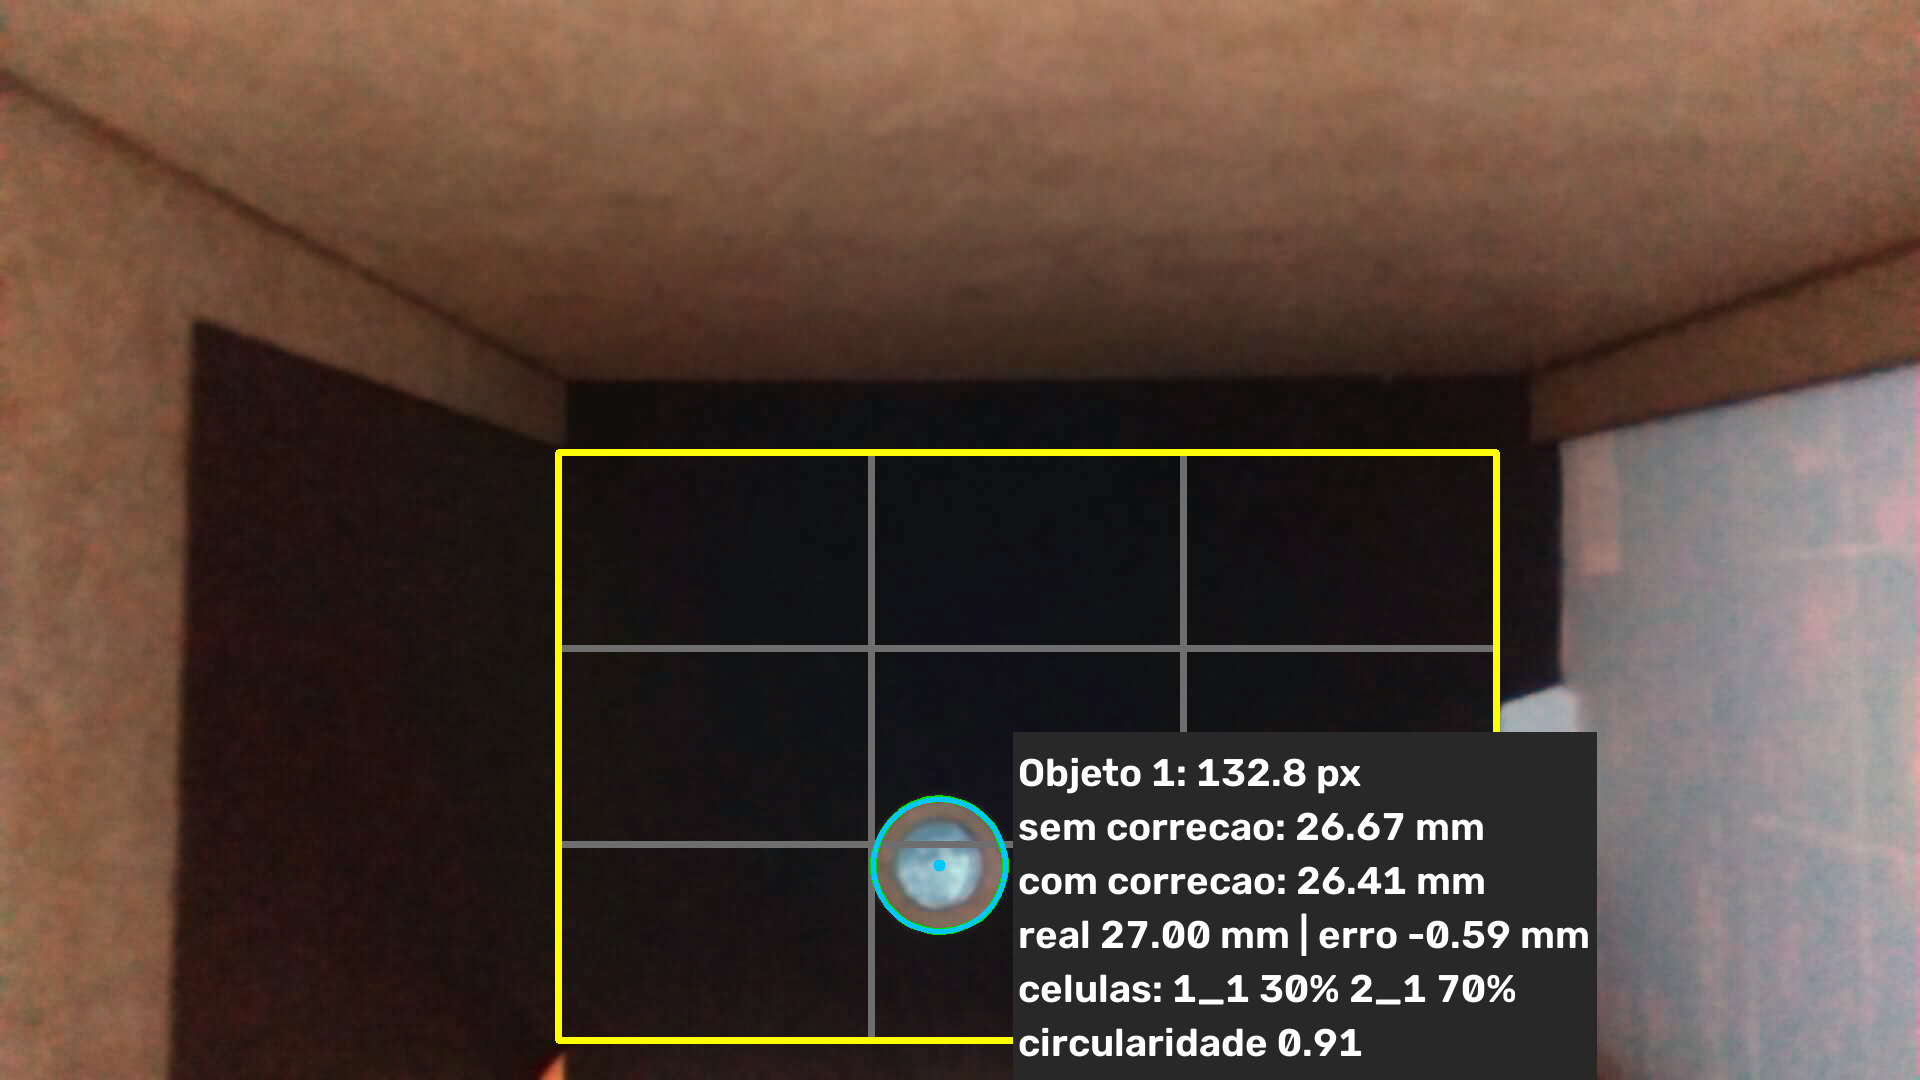 Objeto 1: 132.8 px
sem correcao: 26.67 mm
com correcao: 26.41 mm
real 27.00 mm | erro -0.59 mm
celulas: 1_1 30% 2_1 70%
circularidade 0.91